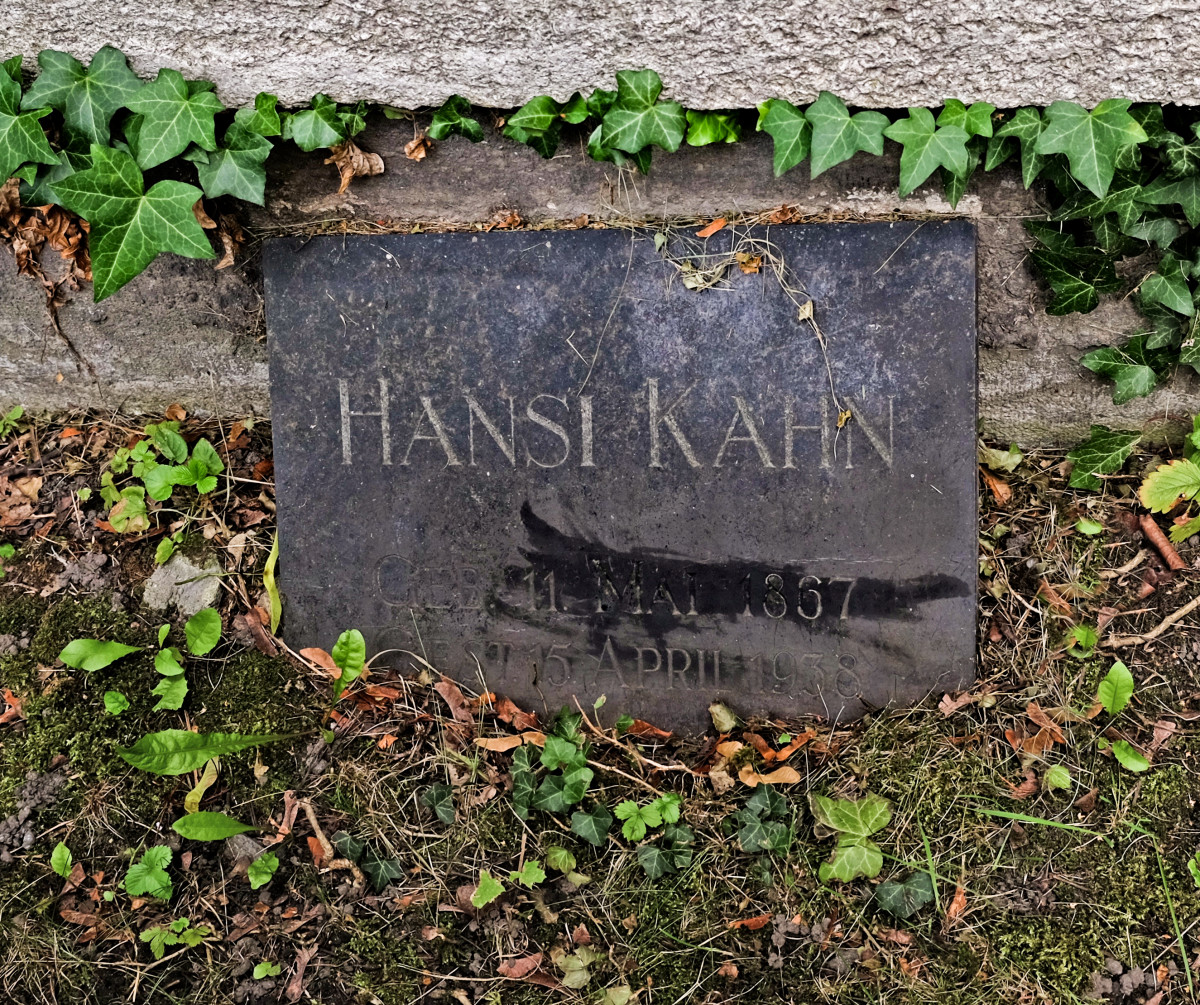 HANSI KAHN
GEB. 11. MAI 1867
GEST. 15. APRIL 1938